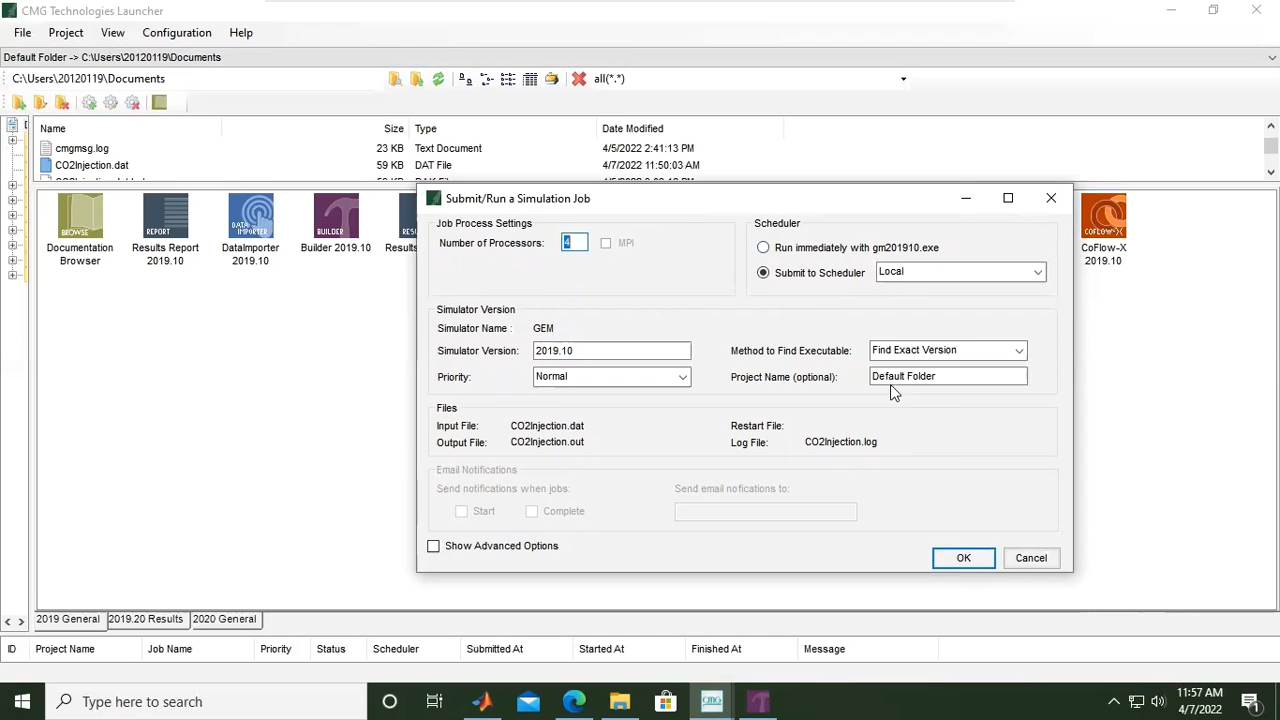 CMG Technologies Launcher
File Project View Configuration Help
Default Folder -> C:\Users\20120119\Documents
C:\Users\20120119\Documents all(*.*)
Name Size Type Date Modified
cmgmsg.log 23 KB Text Document 4/5/2022 2:41:13 PM
CO2Injection.dat 59 KB DAT File 4/7/2022 11:50:03 AM
Submit/Run a Simulation Job
Job Process Settings
Number of Processors: 4 MPI
Scheduler
Run immediately with gm201910.exe
Submit to Scheduler Local
Simulator Version
Simulator Name : GEM
Simulator Version: 2019.10 Method to Find Executable: Find Exact Version
Priority: Normal Project Name (optional): Default Folder
Files
Input File: CO2Injection.dat Restart File:
Output File: CO2Injection.out Log File: CO2Injection.log
Email Notifications
Send notifications when jobs: Send email nofications to:
Start Complete
Show Advanced Options
OK Cancel
BROWSE
Documentation Browser
REPORT
Results Report 2019.10
DATA IMPORTER
DataImporter 2019.10
BUILDER
Builder 2019.10
COFLOW-X
CoFlow-X 2019.10
2019 General 2019.20 Results 2020 General
ID Project Name Job Name Priority Status Scheduler Submitted At Started At Finished At Message
Type here to search
CMG
11:57 AM
4/7/2022
1